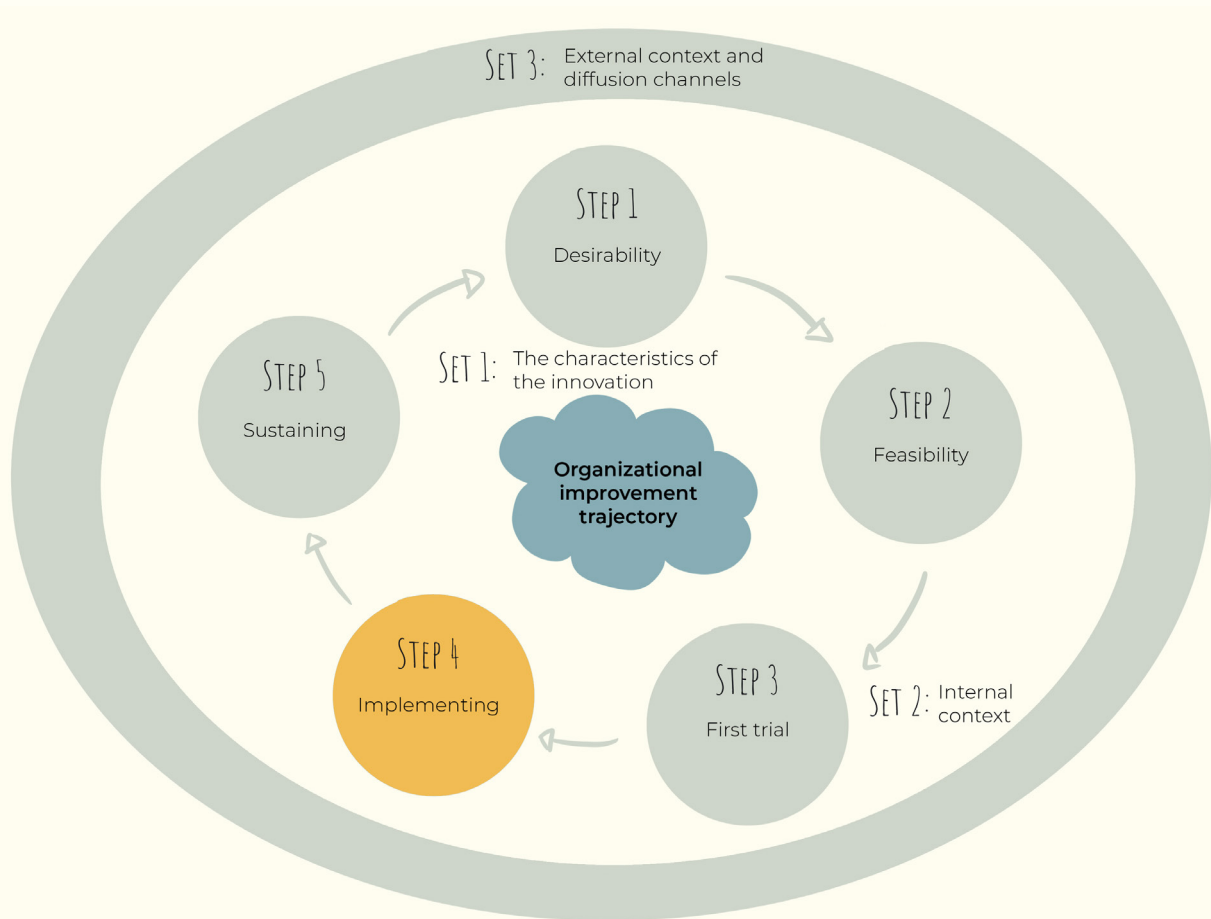 SET 3: External context and
diffusion channels
STEP 1
Desirability
STEP 5
Sustaining
SET 1: The characteristics of
the innovation
STEP 2
Feasibility
Organizational
improvement
trajectory
STEP 4
Implementing
STEP 3
First trial
SET 2: Internal
context